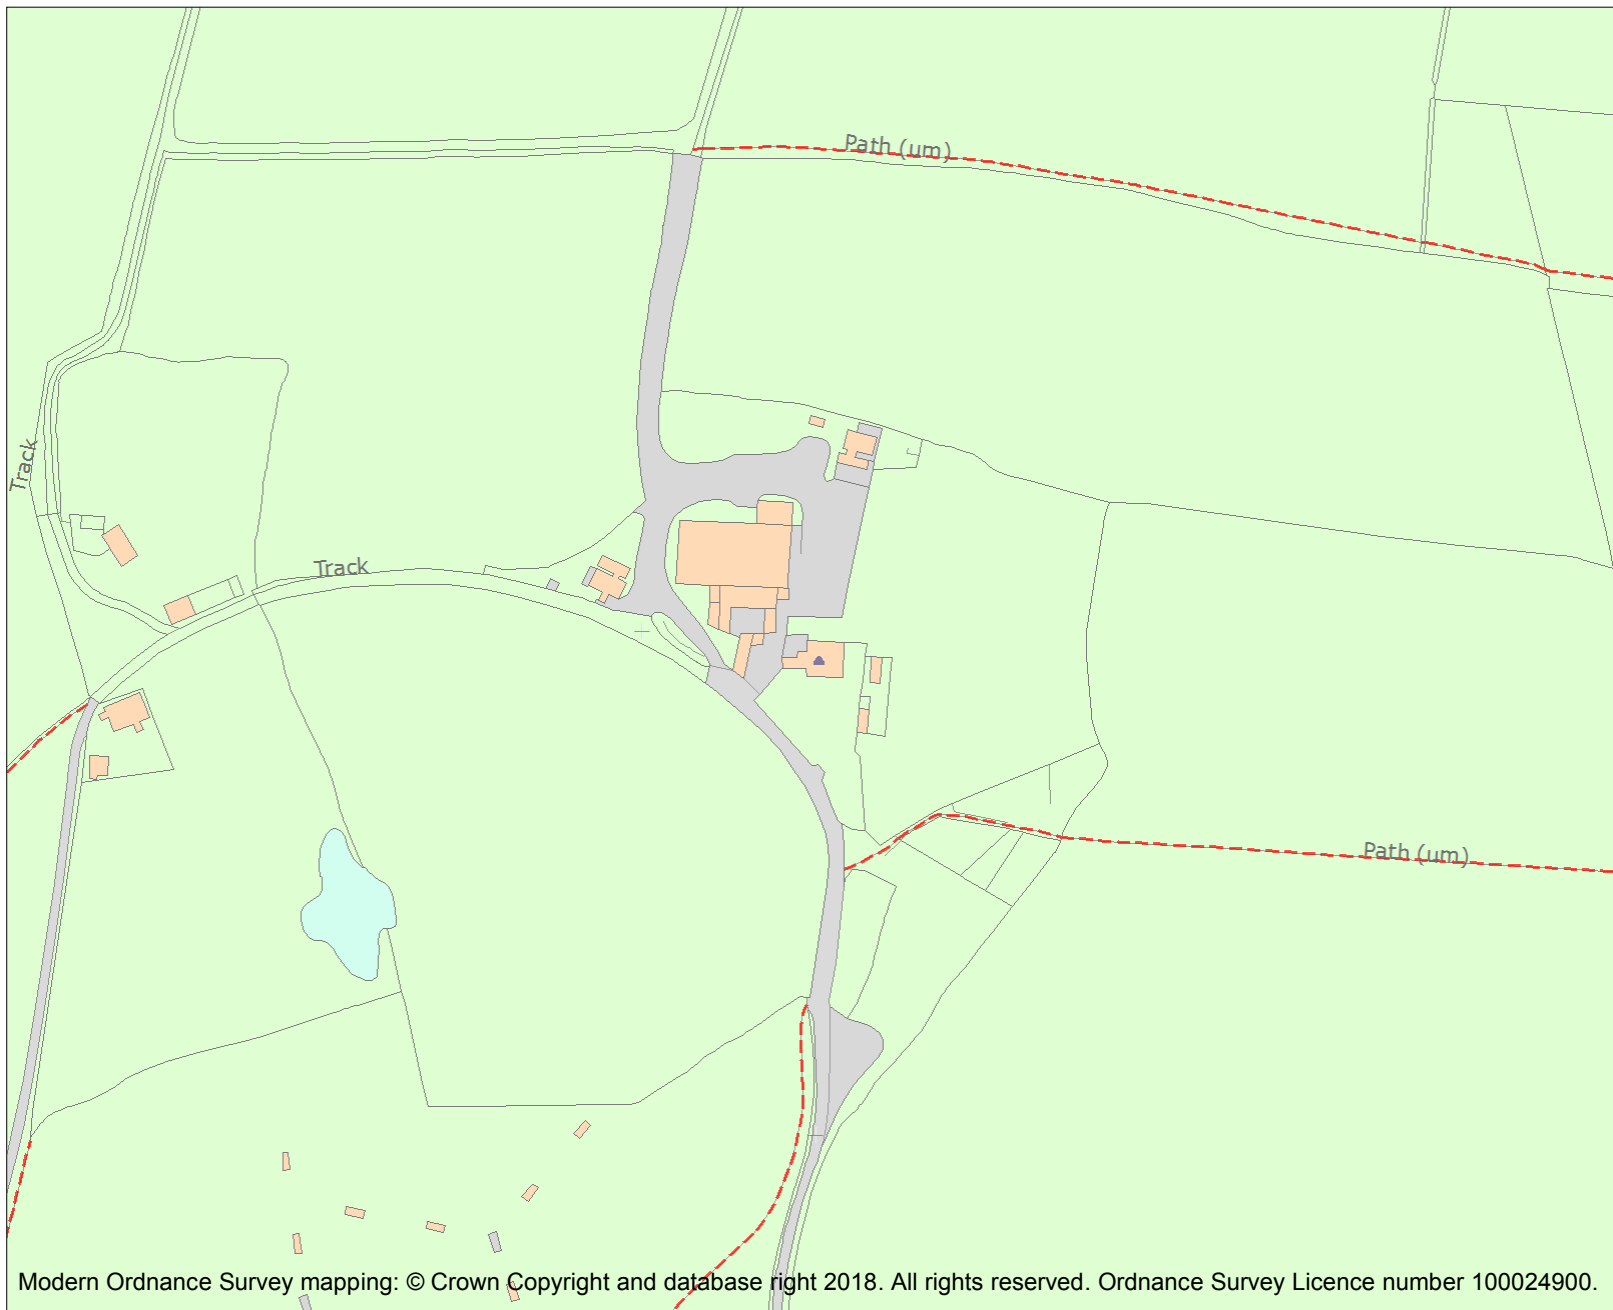 Path (um)
Track
Track
Path (um)
Modern Ordnance Survey mapping: © Crown Copyright and database right 2018. All rights reserved. Ordnance Survey Licence number 100024900.